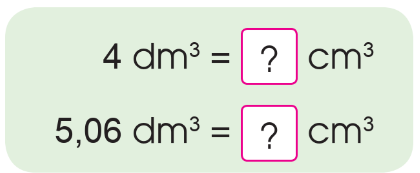 4 dm³ = ? cm³
5,06 dm³ = ? cm³